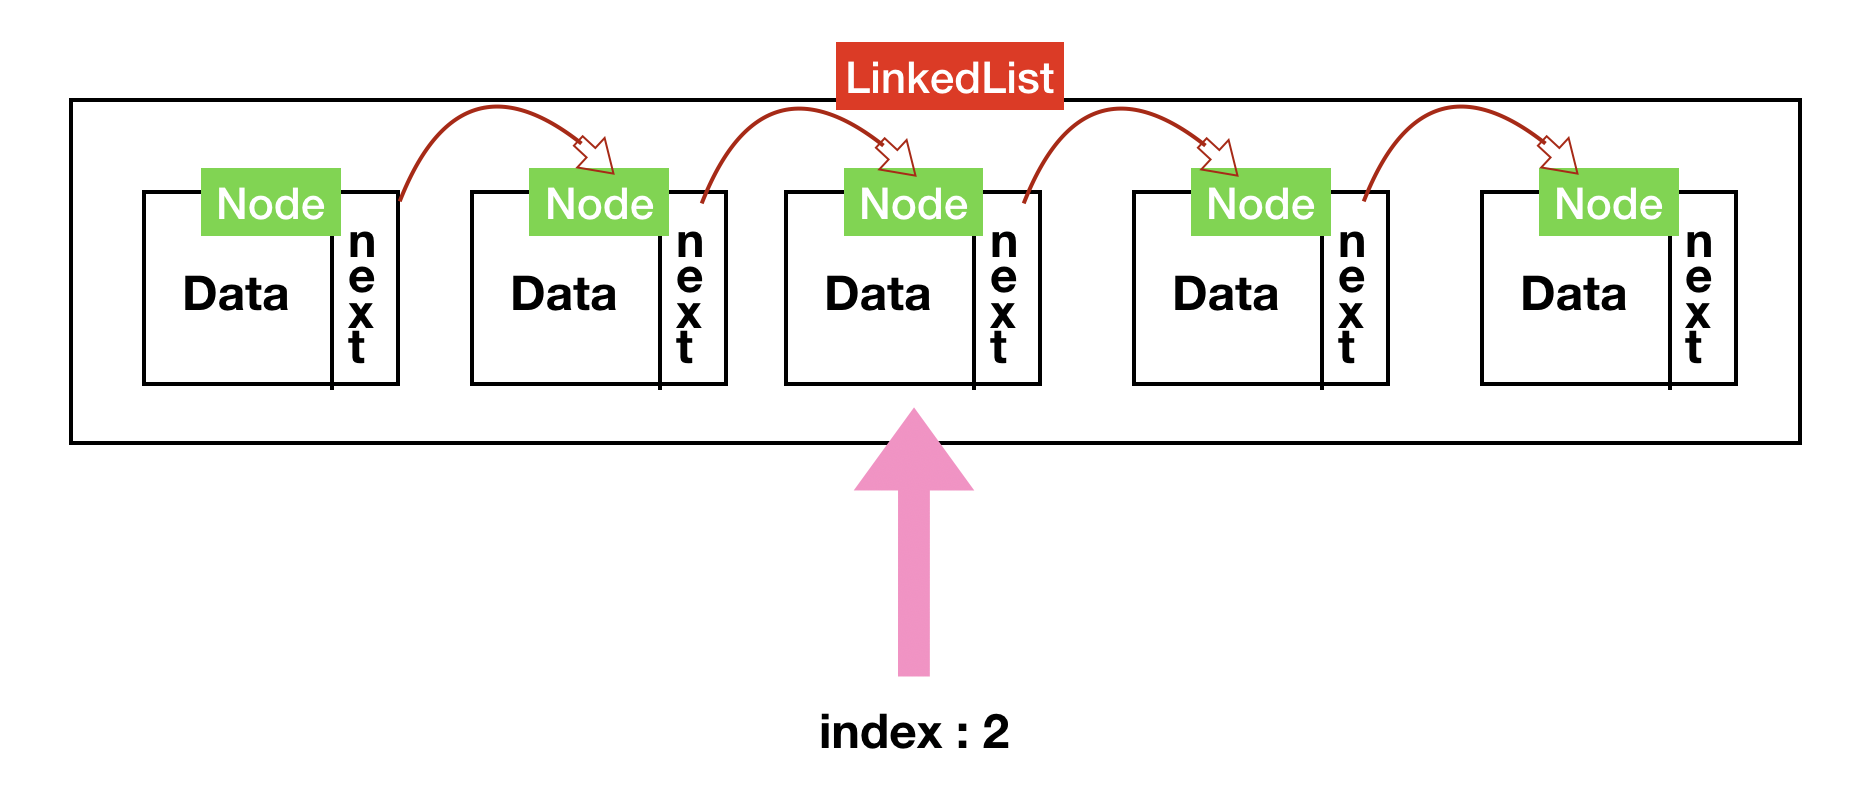 LinkedList
Node
Data
next
Node
Data
next
Node
Data
next
Node
Data
next
Node
Data
next
index : 2